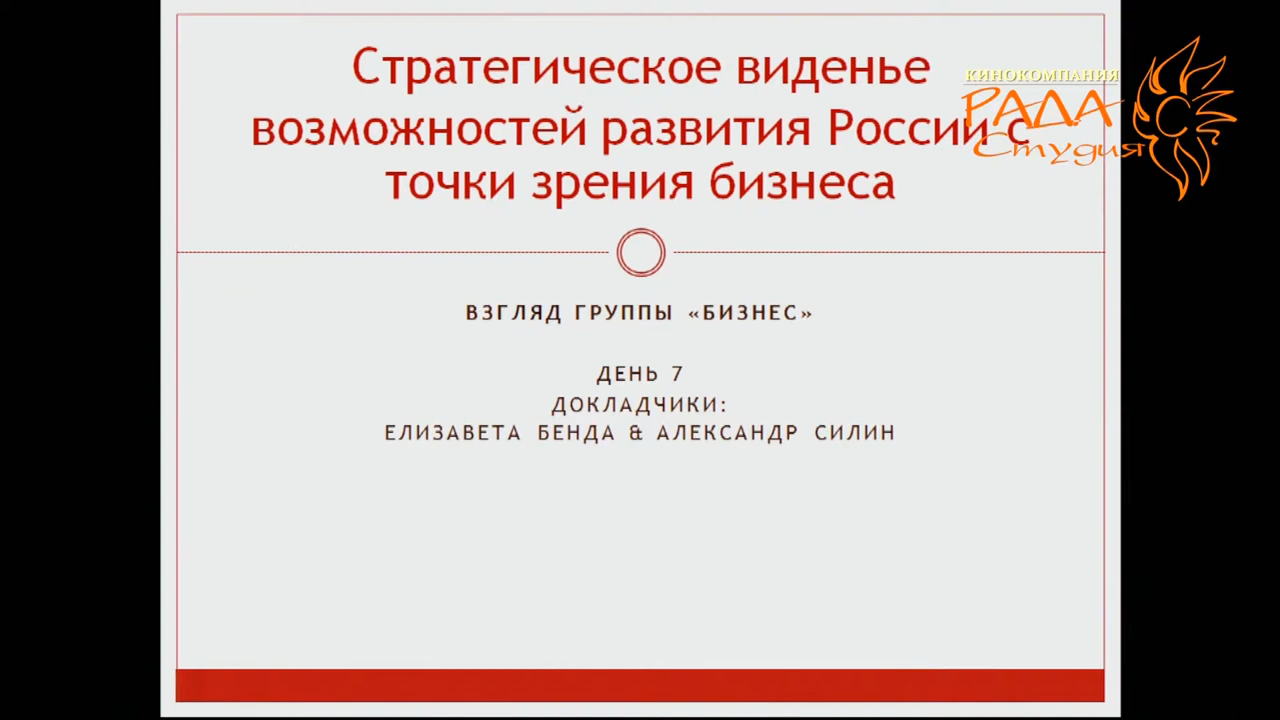 Стратегическое виденье
возможностей развития России с
точки зрения бизнеса
КИНОКОМПАНИЯ
РАДА
Студия
ВЗГЛЯД ГРУППЫ «БИЗНЕС»
ДЕНЬ 7
ДОКЛАДЧИКИ:
ЕЛИЗАВЕТА БЕНДА & АЛЕКСАНДР СИЛИН